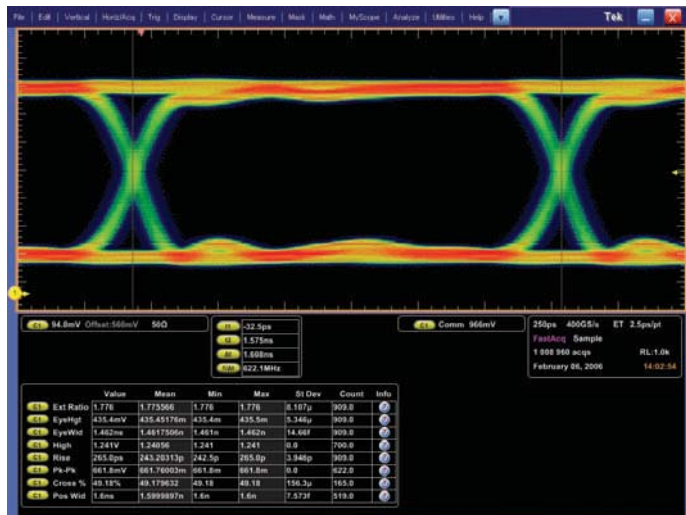 File Edit Vertical Horiz/Acq Trig Display Cursor Measure Mask Math MyScope Analyze Utilities Help Tek
C1 94.0mV Offset:566mV 50Ω
t1 -32.5ps
t2 1.575ns
Δt 1.608ns
1/Δt 622.1MHz
C1 Comm 966mV
250ps 400GS/s ET 2.5ps/pt
FastAcq Sample
1 008 960 acqs RL:1.0k
February 06, 2006 14:02:54
Value Mean Min Max St Dev Count Info
C1 Ext Ratio 1.776 1.775566 1.776 1.776 8.107µ 909.0
C1 EyeHgt 435.4mV 435.45176m 435.4m 435.5m 5.346µ 909.0
C1 EyeWid 1.462ns 1.4617506n 1.461n 1.462n 14.66f 909.0
C1 High 1.241V 1.24056 1.241 1.241 0.0 700.0
C1 Rise 265.0ps 243.20313p 242.5p 265.0p 3.948p 909.0
C1 Pk-Pk 661.8mV 661.76003m 661.8m 661.8m 0.0 622.0
C1 Cross % 49.18% 49.179632 49.18 49.18 156.3µ 165.0
C1 Pos Wid 1.6ns 1.5999897n 1.6n 1.6n 7.573f 519.0